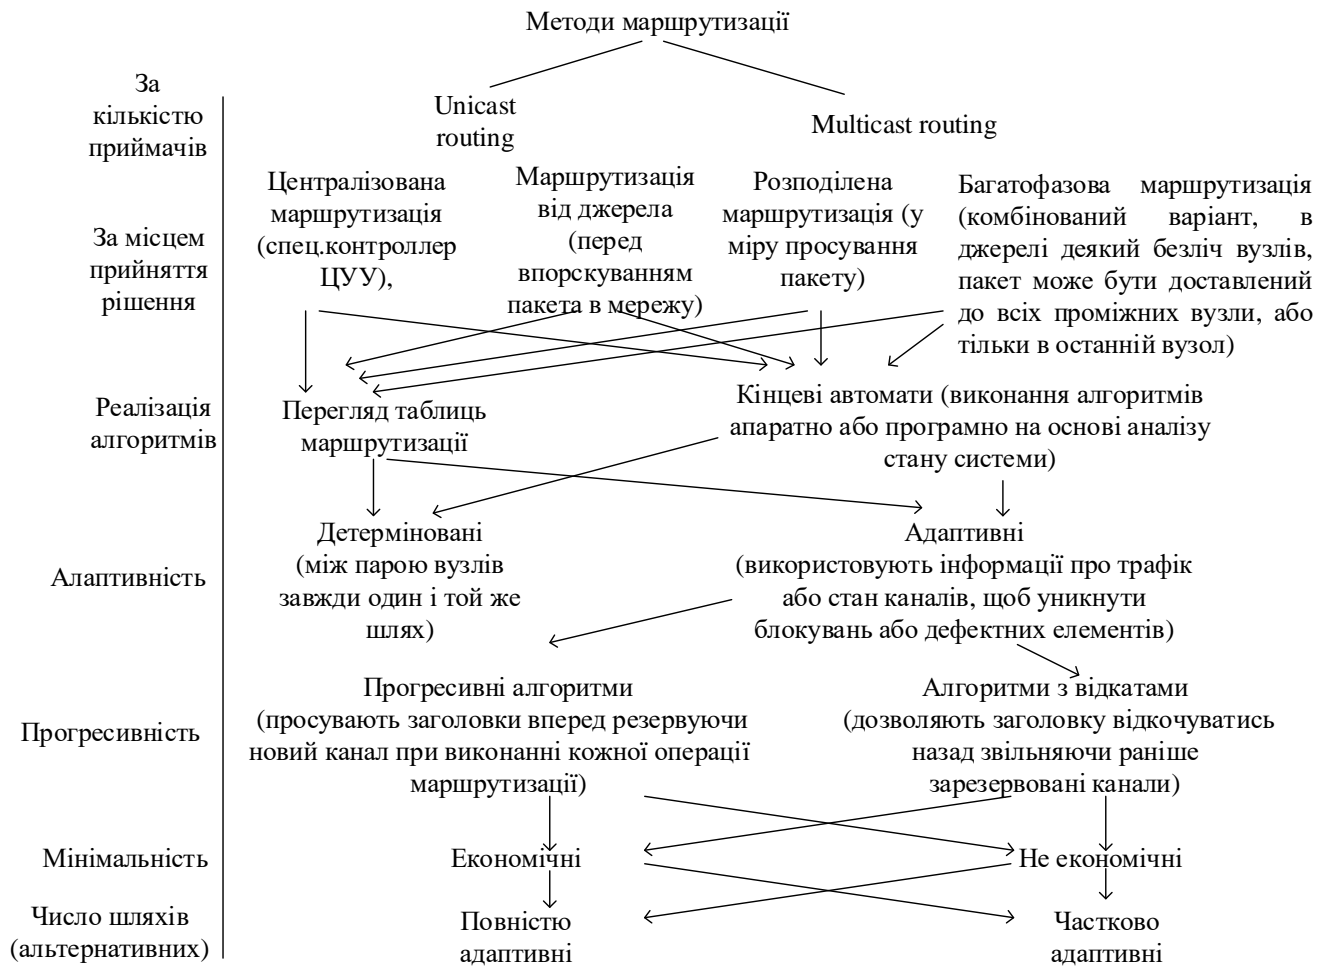 Методи маршрутизації
За
кількістю
приймачів
Unicast
routing
Multicast routing
За місцем
прийняття
рішення
Централізована
маршрутизація
(спец.контроллер
ЦУУ),
Маршрутизація
від джерела
(перед
впорскуванням
пакета в мережу)
Розподілена
маршрутизація (у
міру просування
пакету)
Багатофазова маршрутизація
(комбінований варіант, в
джерелі деякий безліч вузлів,
пакет може бути доставлений
до всіх проміжних вузли, або
тільки в останній вузол)
Реалізація
алгоритмів
Перегляд таблиць
маршрутизації
Кінцеві автомати (виконання алгоритмів
апаратно або програмно на основі аналізу
стану системи)
Алаптивність
Детерміновані
(між парою вузлів
завжди один і той же
шлях)
Адаптивні
(використовують інформації про трафік
або стан каналів, щоб уникнути
блокувань або дефектних елементів)
Прогресивність
Прогресивні алгоритми
(просувають заголовки вперед резервуючи
новий канал при виконанні кожної операції
маршрутизації)
Алгоритми з відкатами
(дозволяють заголовку відкочуватись
назад звільняючи раніше
зарезервовані канали)
Мінімальність
Економічні
Не економічні
Число шляхів
(альтернативних)
Повністю
адаптивні
Частково
адаптивні